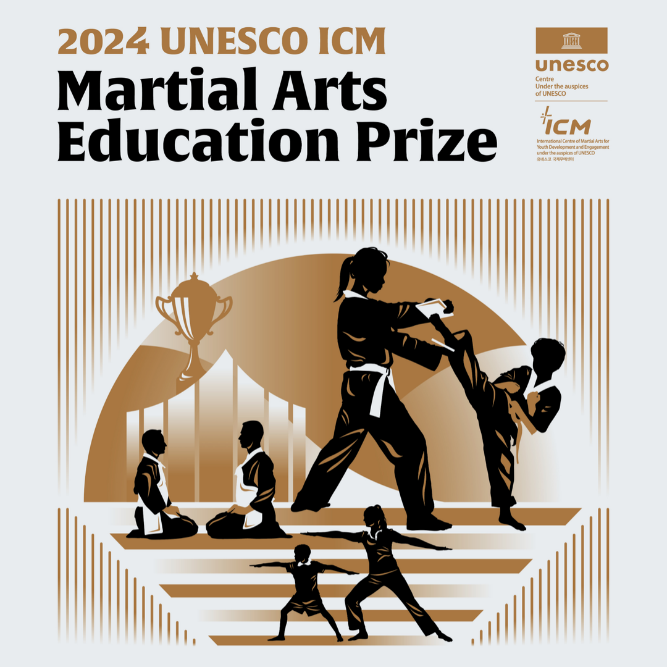 2024 UNESCO ICM
Martial Arts
Education Prize
unesco
Centre
Under the auspices
of UNESCO
ICM
International Centre of Martial Arts for
Youth Development and Engagement
under the auspices of UNESCO